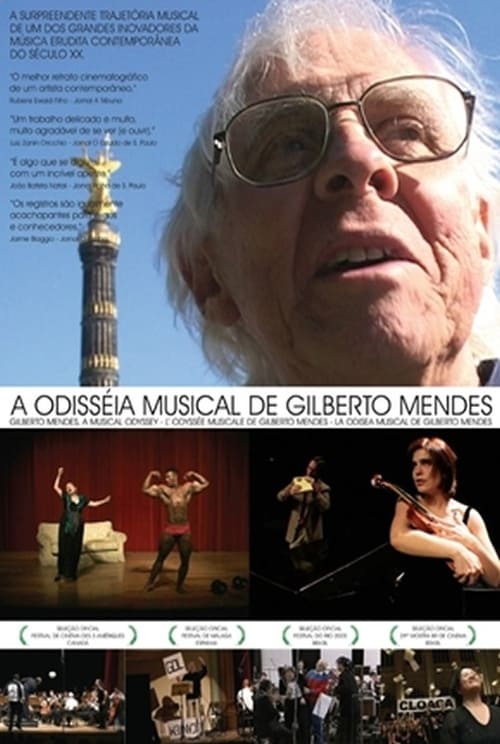 A SURPREENDENTE TRAJETÓRIA MUSICAL
DE UM DOS GRANDES INOVADORES DA
MÚSICA ERUDITA CONTEMPORÂNEA
DO SÉCULO XX.
"O melhor retrato cinematográfico
de um artista contemporâneo."
Rubens Ewald Filho - Jornal A Tribuna
"Um trabalho delicado e muito, muito
agradável de se ver (e ouvir)."
Luiz Zanin Oricchio - Jornal O Estado de S. Paulo
"É algo que se
com um incrível
João Batista Natali - Jornal Folha de S. Paulo
"Os registros são igualmente
acachapantes para
e conhecedores."
Jaime Biaggio - Jornal
A ODISSÉIA MUSICAL DE GILBERTO MENDES
GILBERTO MENDES, A MUSICAL ODYSSEY - L' ODYSSÉE MUSICALE DE GILBERTO MENDES - LA ODISEA MUSICAL DE GILBERTO MENDES
SELEÇÃO OFICIAL
FESTIVAL DE CINÉMA DES 3 AMÉRIQUES
CANADÁ
SELEÇÃO OFICIAL
FESTIVAL DE MÁLAGA
ESPANHA
SELEÇÃO OFICIAL
FESTIVAL DO RIO 2005
BRASIL
SELEÇÃO OFICIAL
29ª MOSTRA BR DE CINEMA
BRASIL
CLOACA